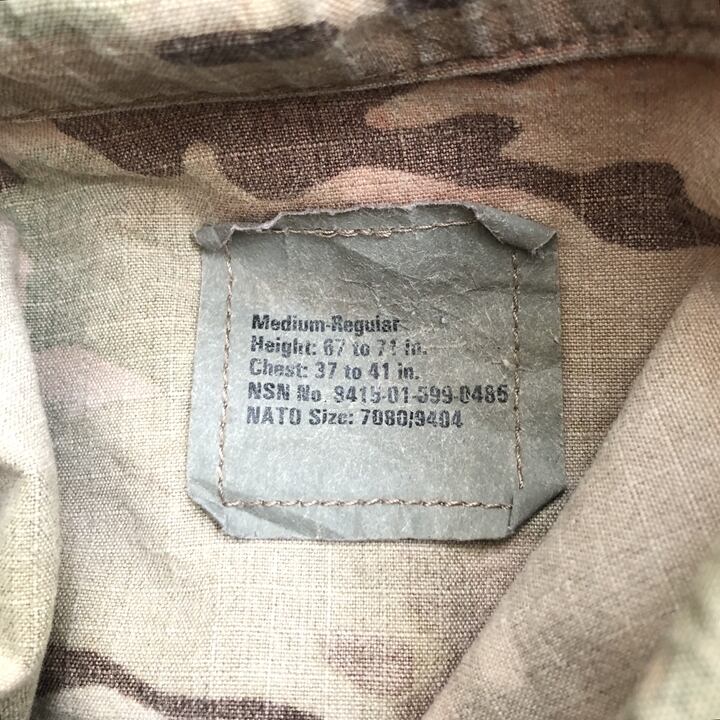 Medium-Regular
Height: 67 to 71 in.
Chest: 37 to 41 in.
NSN No. 8415-01-599-0486
NATO Size: 7080/9404